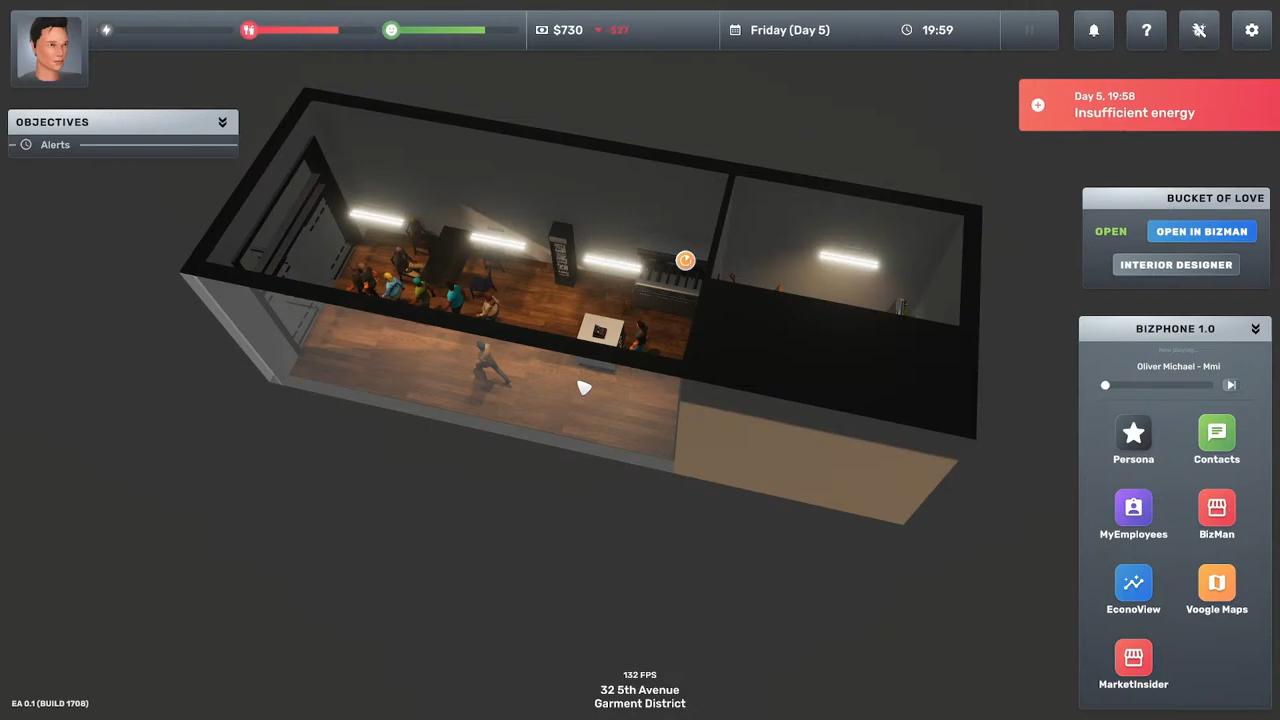 $730
-$27
Friday (Day 5)
19:59
?
Day 5, 19:58
Insufficient energy
OBJECTIVES
Alerts
BUCKET OF LOVE
OPEN
OPEN IN BIZMAN
INTERIOR DESIGNER
BIZPHONE 1.0
Now playing...
Oliver Michael - Mmi
Persona
Contacts
MyEmployees
BizMan
EconoView
Voogle Maps
MarketInsider
132 FPS
32 5th Avenue
Garment District
EA 0.1 (BUILD 1708)